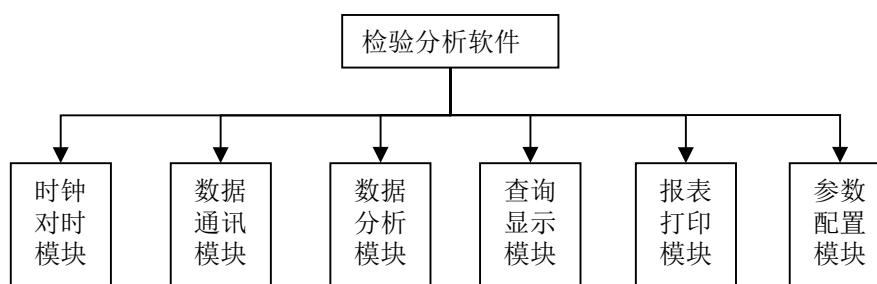 检验分析软件
时钟
对时
模块
数据
通讯
模块
数据
分析
模块
查询
显示
模块
报表
打印
模块
参数
配置
模块